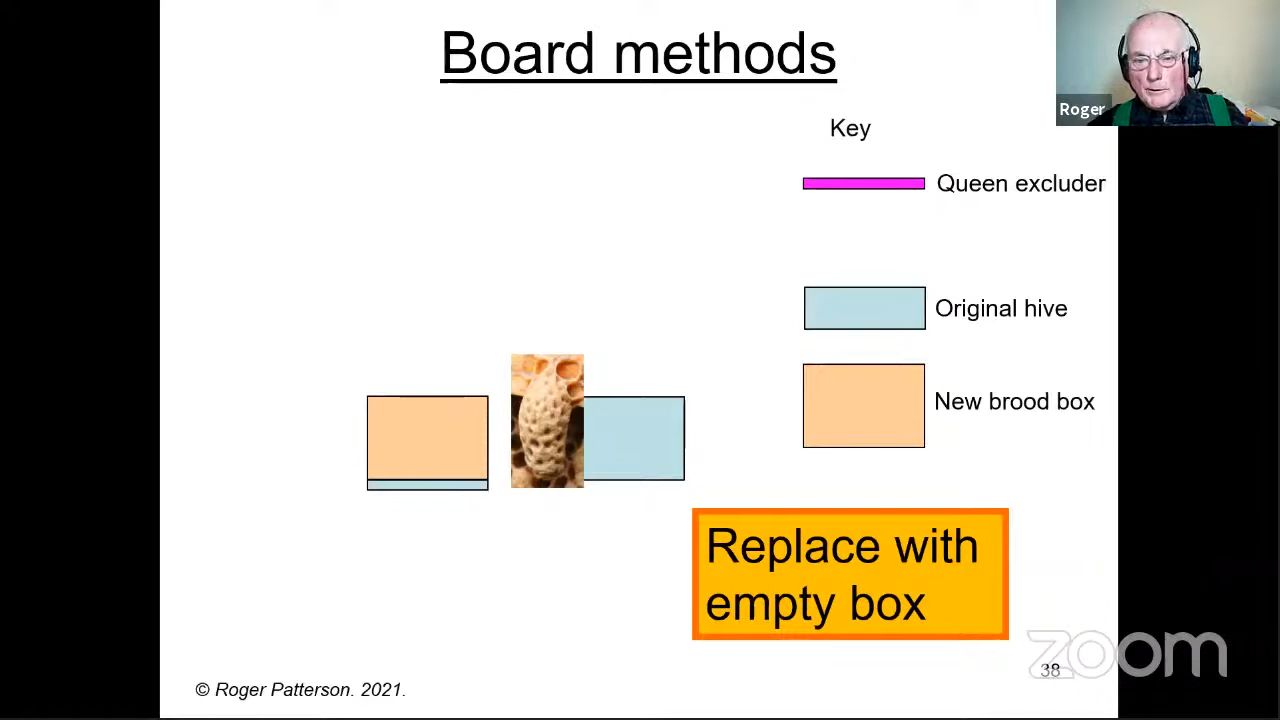 Board methods
Roger
Key
Queen excluder
Original hive
New brood box
Replace with
empty box
zoom
38
© Roger Patterson. 2021.